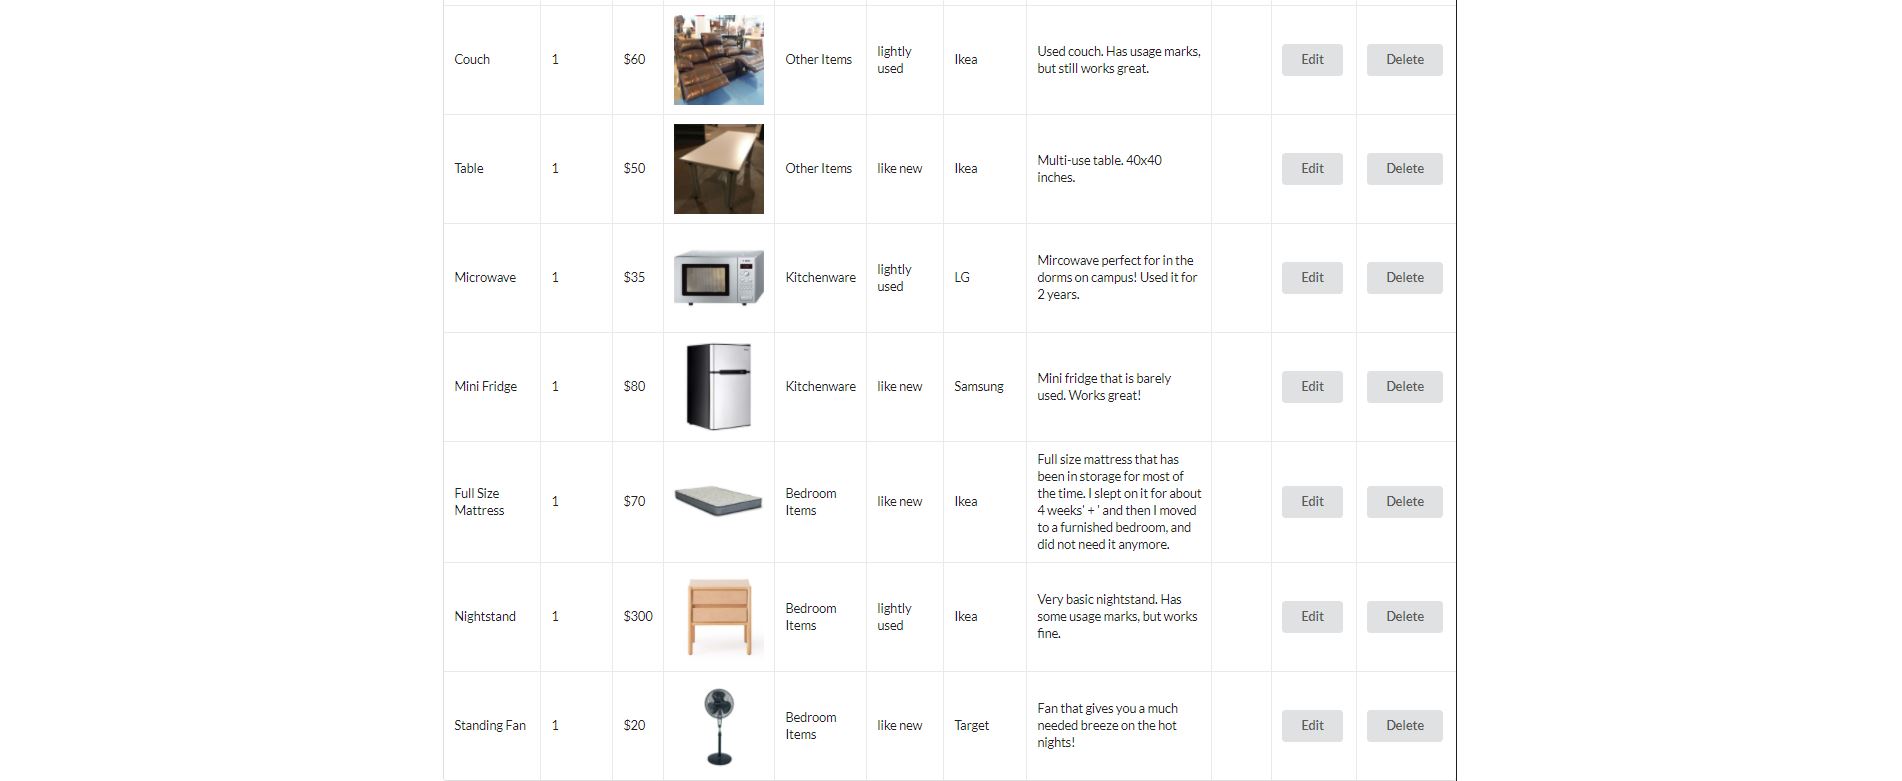 Couch 1 $60 Other Items lightly used Ikea Used couch. Has usage marks, but still works great. Edit Delete
Table 1 $50 Other Items like new Ikea Multi-use table. 40x40 inches. Edit Delete
Microwave 1 $35 Kitchenware lightly used LG Mircowave perfect for in the dorms on campus! Used it for 2 years. Edit Delete
Mini Fridge 1 $80 Kitchenware like new Samsung Mini fridge that is barely used. Works great! Edit Delete
Full Size Mattress 1 $70 Bedroom Items like new Ikea Full size mattress that has been in storage for most of the time. I slept on it for about 4 weeks' + ' and then I moved to a furnished bedroom, and did not need it anymore. Edit Delete
Nightstand 1 $300 Bedroom Items lightly used Ikea Very basic nightstand. Has some usage marks, but works fine. Edit Delete
Standing Fan 1 $20 Bedroom Items like new Target Fan that gives you a much needed breeze on the hot nights! Edit Delete